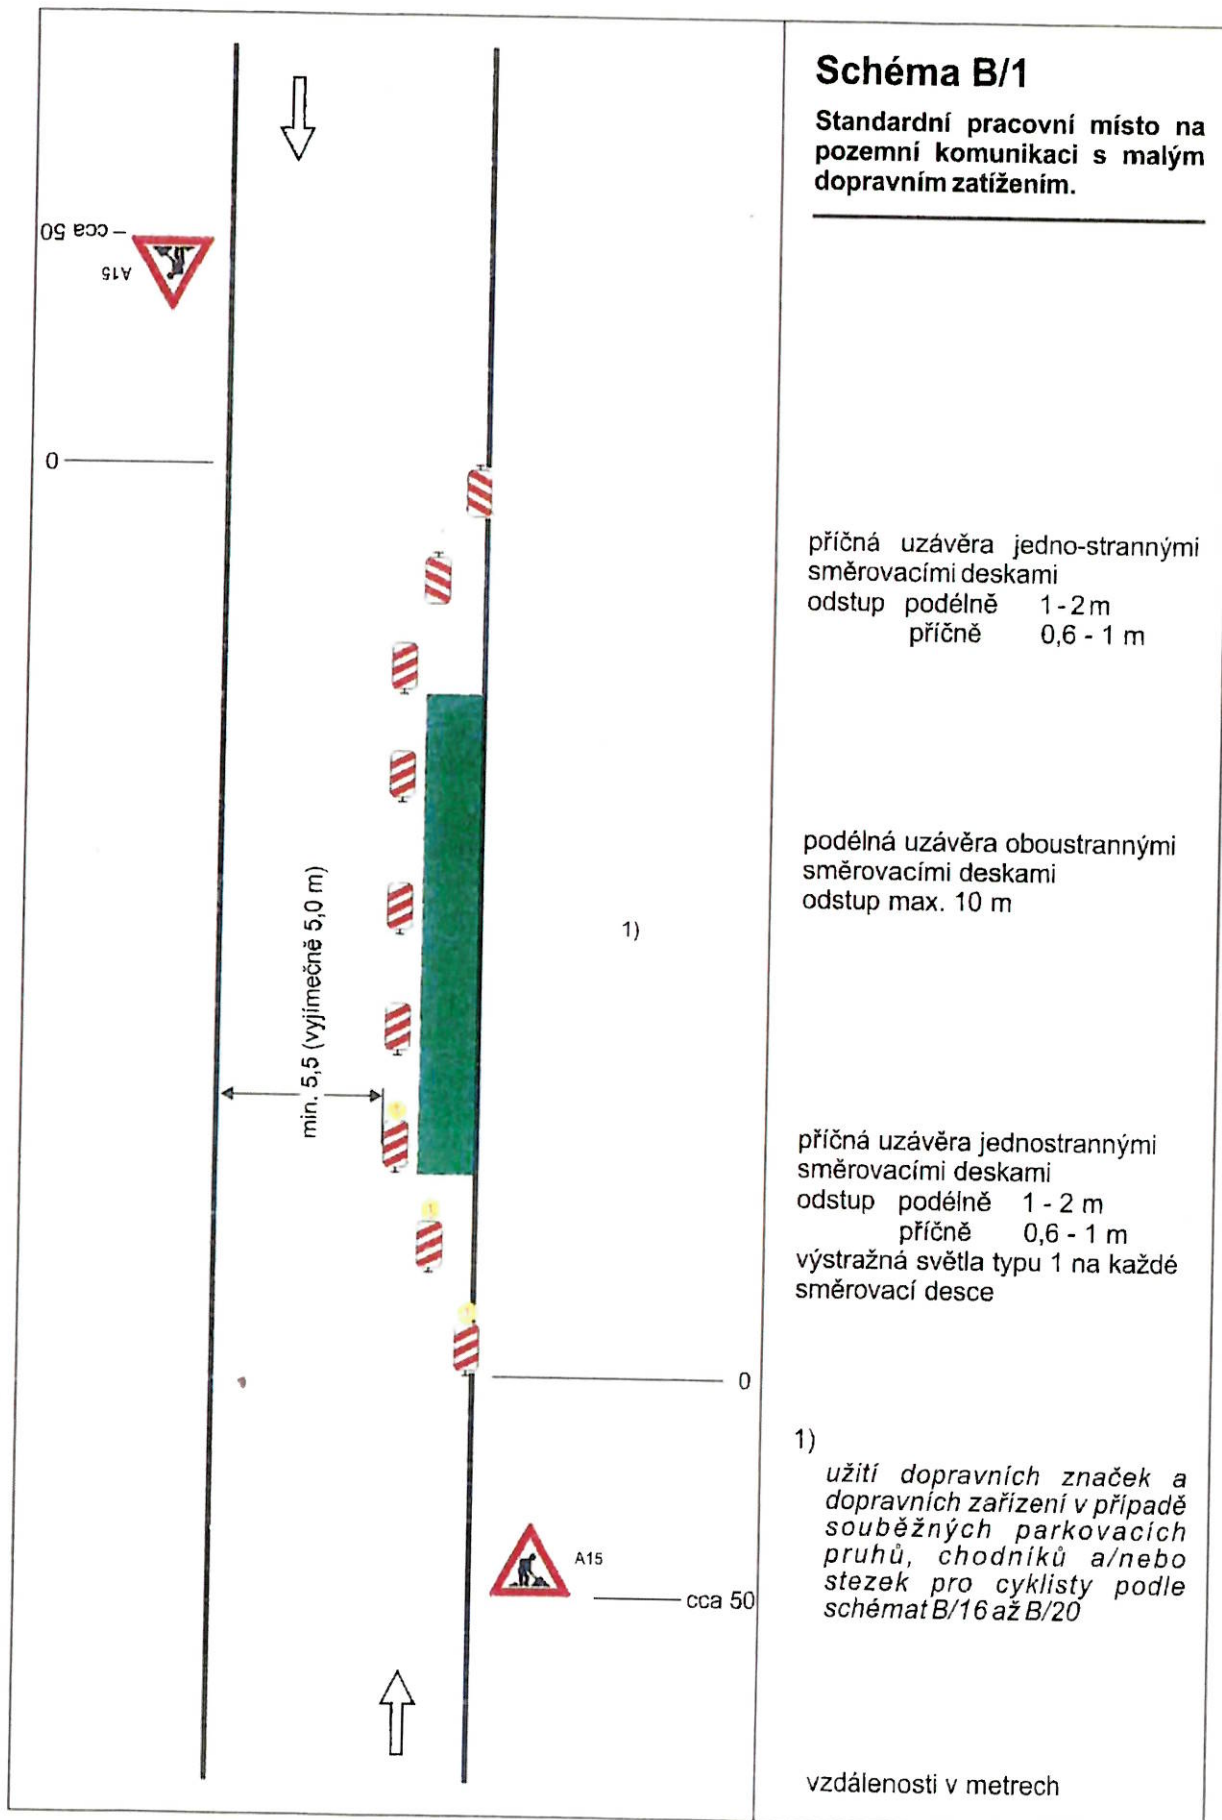 Schéma B/1
Standardní pracovní místo na
pozemní komunikaci s malým
dopravním zatížením.
cca 50
A15
0
příčná uzávěra jedno-strannými
směrovacími deskami
odstup podélně 1 - 2 m
příčně 0,6 - 1 m
podélná uzávěra oboustrannými
směrovacími deskami
odstup max. 10 m
1)
min. 5,5 (vyjímečně 5,0 m)
příčná uzávěra jednostrannými
směrovacími deskami
odstup podélně 1 - 2 m
příčně 0,6 - 1 m
výstražná světla typu 1 na každé
směrovací desce
1
1
1
0
1)
užití dopravních značek a
dopravních zařízení v případě
souběžných parkovacích
pruhů, chodníků a/nebo
stezek pro cyklisty podle
schémat B/16 až B/20
A15
cca 50
vzdálenosti v metrech